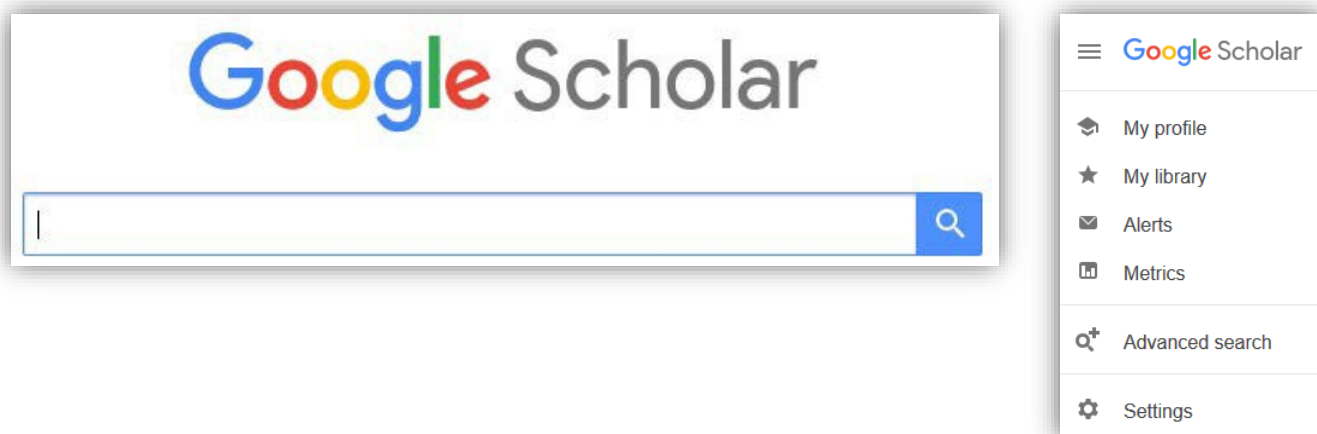 Google Scholar
Google Scholar
My profile
My library
Alerts
Metrics
Advanced search
Settings